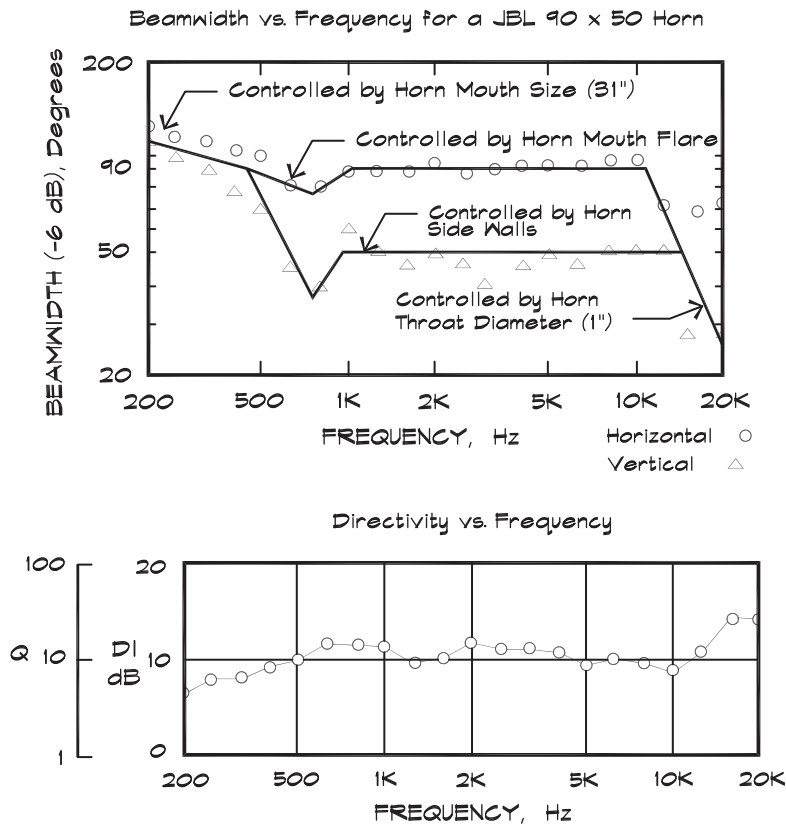 Beamwidth vs. Frequency for a JBL 90 x 50 Horn
BEAMWIDTH (-6 dB), Degrees
200
90
50
20
Controlled by Horn Mouth Size (31")
Controlled by Horn Mouth Flare
Controlled by Horn
Side Walls
Controlled by Horn
Throat Diameter (1")
200 500 1K 2K 5K 10K 20K
FREQUENCY, Hz
Horizontal
Vertical
Directivity vs. Frequency
Q
100
10
1
DI
dB
20
10
0
200 500 1K 2K 5K 10K 20K
FREQUENCY, Hz